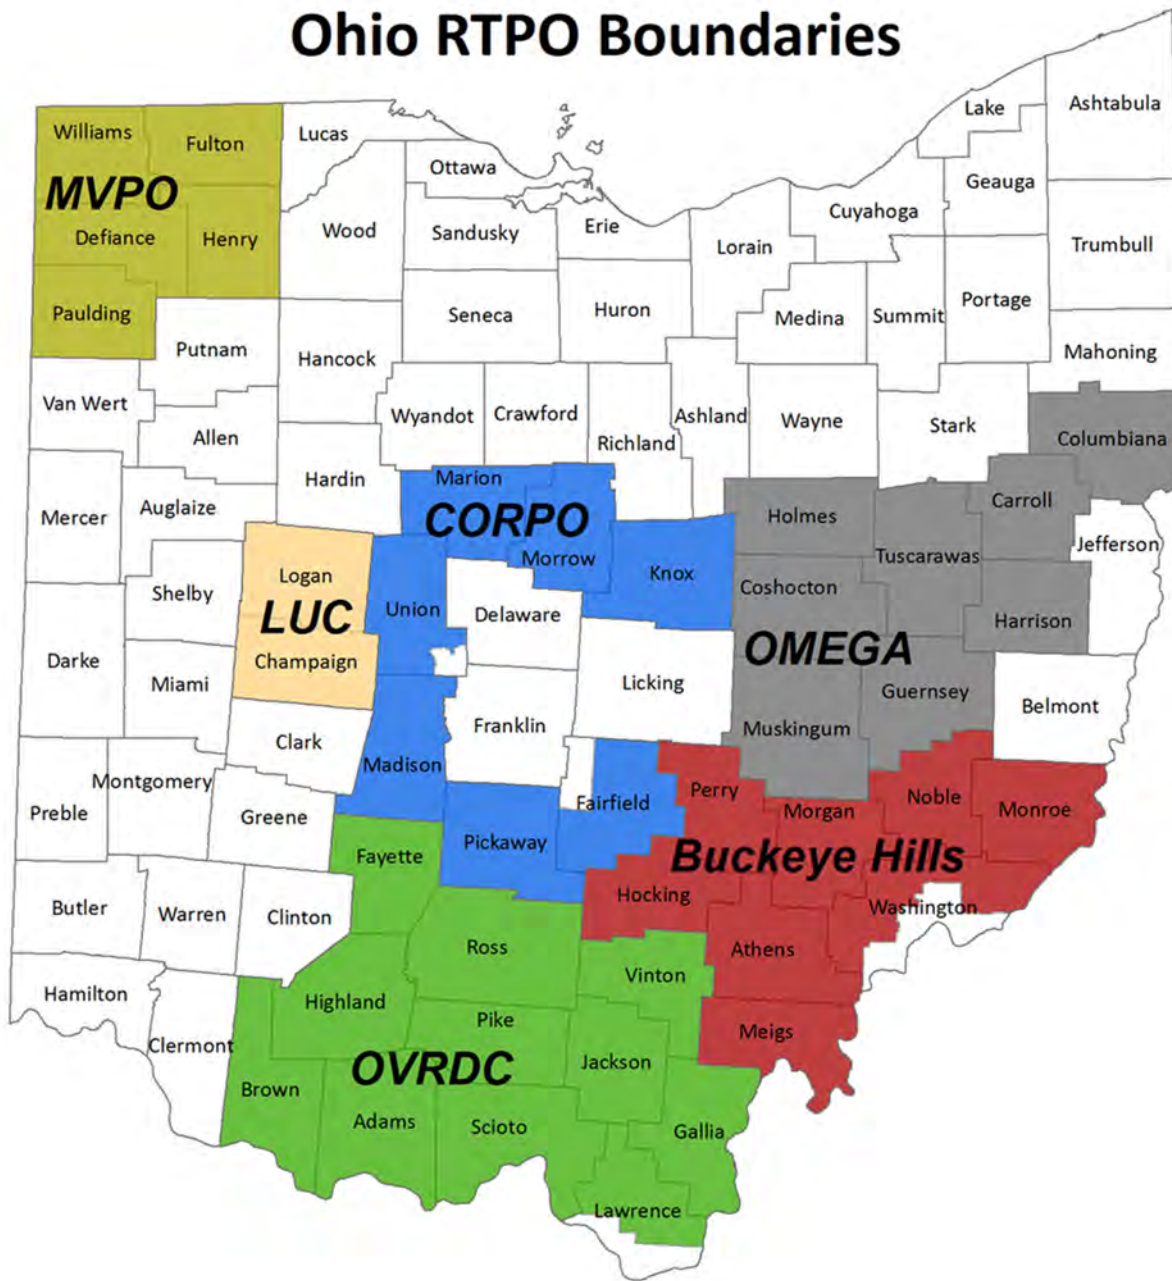 Ohio RTPO Boundaries
Lake
Ashtabula
Williams
Fulton
Lucas
Ottawa
Geauga
MVPO
Cuyahoga
Wood
Sandusky
Erie
Defiance
Henry
Lorain
Trumbull
Paulding
Seneca
Huron
Medina
Summit
Portage
Putnam
Hancock
Mahoning
Van Wert
Wyandot
Crawford
Ashland
Wayne
Stark
Allen
Richland
Columbiana
Hardin
Marion
Carroll
Mercer
Auglaize
CORPO
Holmes
Jefferson
Morrow
Tuscarawas
Logan
Knox
Coshocton
Shelby
LUC
Union
Delaware
Harrison
Darke
Champaign
OMEGA
Miami
Licking
Guernsey
Belmont
Clark
Franklin
Muskingum
Madison
Montgomery
Perry
Noble
Preble
Greene
Fairfield
Morgan
Monroe
Fayette
Pickaway
Buckeye Hills
Butler
Warren
Clinton
Hocking
Washington
Ross
Athens
Hamilton
Highland
Vinton
Pike
Meigs
Clermont
OVRDC
Jackson
Brown
Adams
Scioto
Gallia
Lawrence